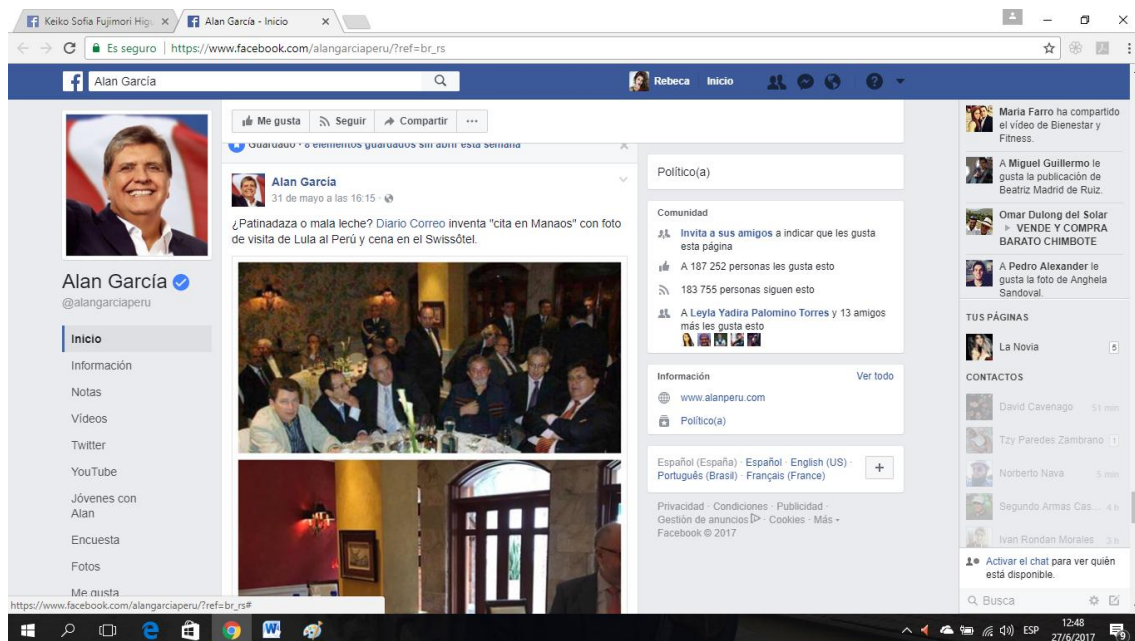 Keiko Sofia Fujimori Higu
Alan García - Inicio
Es seguro
https://www.facebook.com/alangarciaperu/?ref=br_rs
Alan García
Rebeca
Inicio
Me gusta
Seguir
Compartir
Guardado · 8 elementos guardados sin abrir esta semana
Alan García
@alangarciaperu
Inicio
Información
Notas
Vídeos
Twitter
YouTube
Jóvenes con
Alan
Encuesta
Fotos
Me gusta
https://www.facebook.com/alangarciaperu/?ref=br_rs#
Alan García
31 de mayo a las 16:15 ·
¿Patinadaza o mala leche? Diario Correo inventa "cita en Manaos" con foto
de visita de Lula al Perú y cena en el Swissôtel.
Político(a)
Comunidad
Invita a sus amigos a indicar que les gusta
esta página
A 187 252 personas les gusta esto
183 755 personas siguen esto
A Leyla Yadira Palomino Torres y 13 amigos
más les gusta esto
Información
Ver todo
www.alanperu.com
Político(a)
Español (España) · Español · English (US) ·
Português (Brasil) · Français (France)
Privacidad · Condiciones · Publicidad ·
Gestión de anuncios · Cookies · Más
Facebook © 2017
Maria Farro ha compartido
el vídeo de Bienestar y
Fitness.
A Miguel Guillermo le
gusta la publicación de
Beatriz Madrid de Ruiz.
Omar Dulong del Solar
VENDE Y COMPRA
BARATO CHIMBOTE
A Pedro Alexander le
gusta la foto de Anghela
Sandoval.
TUS PÁGINAS
La Novia
5
CONTACTOS
David Cavenago 51 min
Tzy Paredes Zambrano 1
Norberto Nava 5 min
Segundo Armas Cas... 4 h
Ivan Rondan Morales 3 h
Activar el chat para ver quién
está disponible.
Busca
ESP
12:48
27/6/2017
9